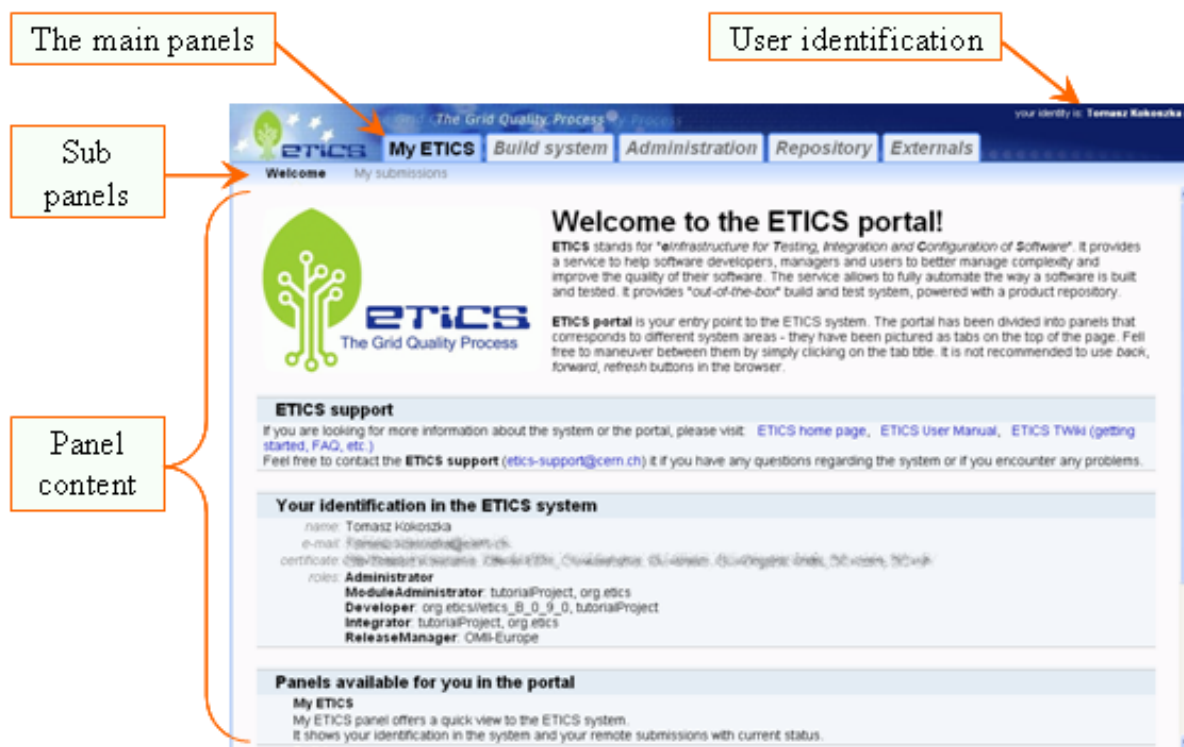 The main panels
User identification
Sub
panels
Panel
content
The Grid Quality Process
your identity is: Tomasz Kokoszka
etics
My ETICS Build system Administration Repository Externals
Welcome My submissions
etics
The Grid Quality Process
Welcome to the ETICS portal!
ETICS stands for "eInfrastructure for Testing, Integration and Configuration of Software". It provides
a service to help software developers, managers and users to better manage complexity and
improve the quality of their software. The service allows to fully automate the way a software is built
and tested. It provides "out-of-the-box" build and test system, powered with a product repository.
ETICS portal is your entry point to the ETICS system. The portal has been divided into panels that
corresponds to different system areas - they have been pictured as tabs on the top of the page. Fell
free to maneuver between them by simply clicking on the tab title. It is not recommended to use back,
forward, refresh buttons in the browser.
ETICS support
If you are looking for more information about the system or the portal, please visit: ETICS home page, ETICS User Manual, ETICS TWiki (getting
started, FAQ, etc.)
Feel free to contact the ETICS support (etics-support@cern.ch) it if you have any questions regarding the system or if you encounter any problems.
Your identification in the ETICS system
name: Tomasz Kokoszka
e-mail:
certificate:
roles: Administrator
ModuleAdministrator: tutorialProject, org.etics
Developer: org.etics//etics_B_0_9_0, tutorialProject
Integrator: tutorialProject, org.etics
ReleaseManager: OMII-Europe
Panels available for you in the portal
My ETICS
My ETICS panel offers a quick view to the ETICS system.
It shows your identification in the system and your remote submissions with current status.